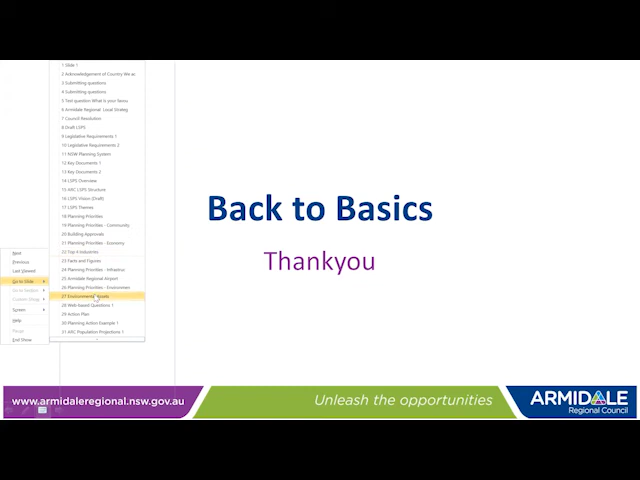 1 Slide 1
2 Acknowledgement of Country We ac
3 Submitting questions
4 Submitting questions
5 Test question What is your favou
6 Armidale Regional Local Strateg
7 Council Resolution
8 Draft LSPS
9 Legislative Requirements 1
10 Legislative Requirements 2
11 NSW Planning System
12 Key Documents 1
13 Key Documents 2
14 LSPS Overview
15 ARC LSPS Structure
16 LSPS Vision (Draft)
17 LSPS Themes
18 Planning Priorities
19 Planning Priorities - Community
20 Building Approvals
21 Planning Priorities - Economy
22 Top 4 Industries
23 Facts and Figures
24 Planning Priorities - Infrastruc
25 Armidale Regional Airport
26 Planning Priorities - Environmen
27 Environmental Assets
28 Web-based Questions 1
29 Action Plan
30 Planning Action Example 1
31 ARC Population Projections 1
Next
Previous
Last Viewed
Go to Slide
Go to Section
Custom Show
Screen
Help
Pause
End Show
Back to Basics
Thankyou
www.armidaleregional.nsw.gov.au
Unleash the opportunities
ARMIDALE
Regional Council